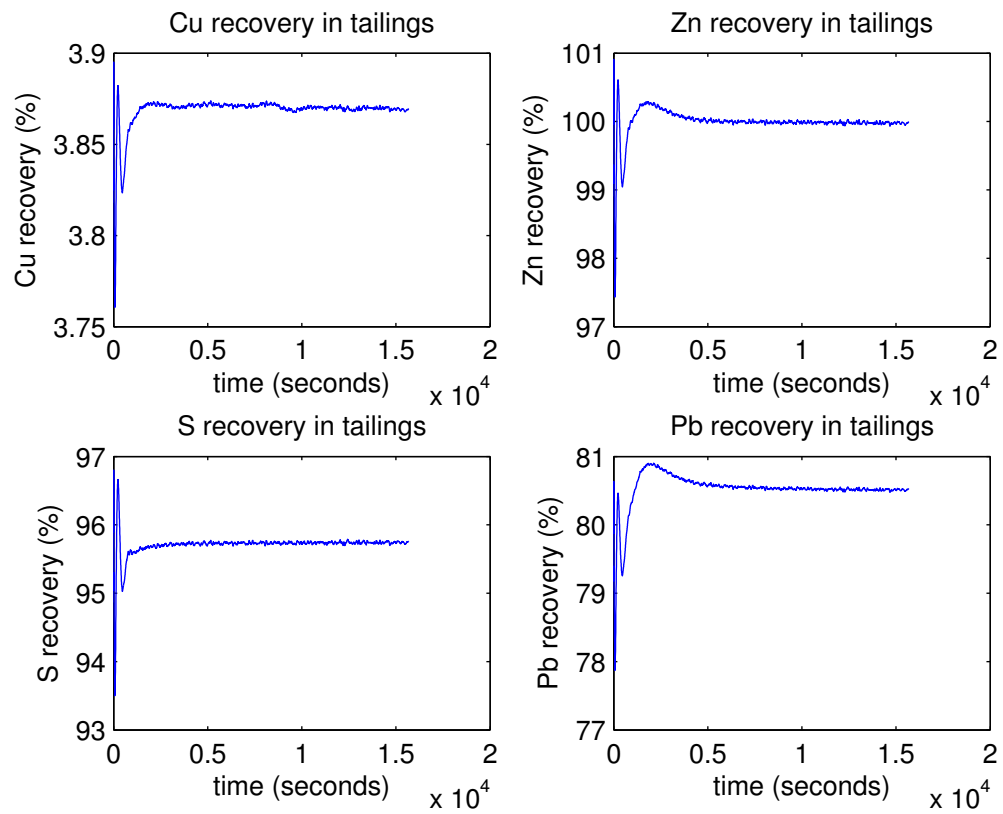 Cu recovery in tailings
3.9
3.85
3.8
3.75
Cu recovery (%)
0 0.5 1 1.5 2
time (seconds)
x 10^4
Zn recovery in tailings
101
100
99
98
97
Zn recovery (%)
0 0.5 1 1.5 2
time (seconds)
x 10^4
S recovery in tailings
97
96
95
94
93
S recovery (%)
0 0.5 1 1.5 2
time (seconds)
x 10^4
Pb recovery in tailings
81
80
79
78
77
Pb recovery (%)
0 0.5 1 1.5 2
time (seconds)
x 10^4